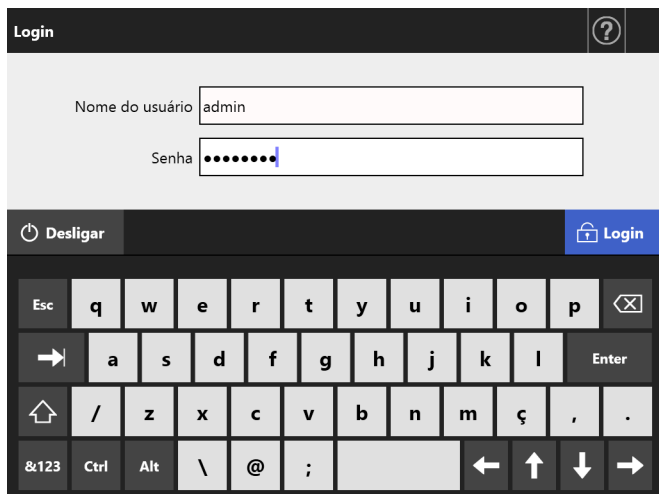 Login ?
Nome do usuário admin
Senha ●●●●●●●●
Desligar Login
Esc q w e r t y u i o p
a s d f g h j k l Enter
/ z x c v b n m ç , .
&123 Ctrl Alt \ @ ;